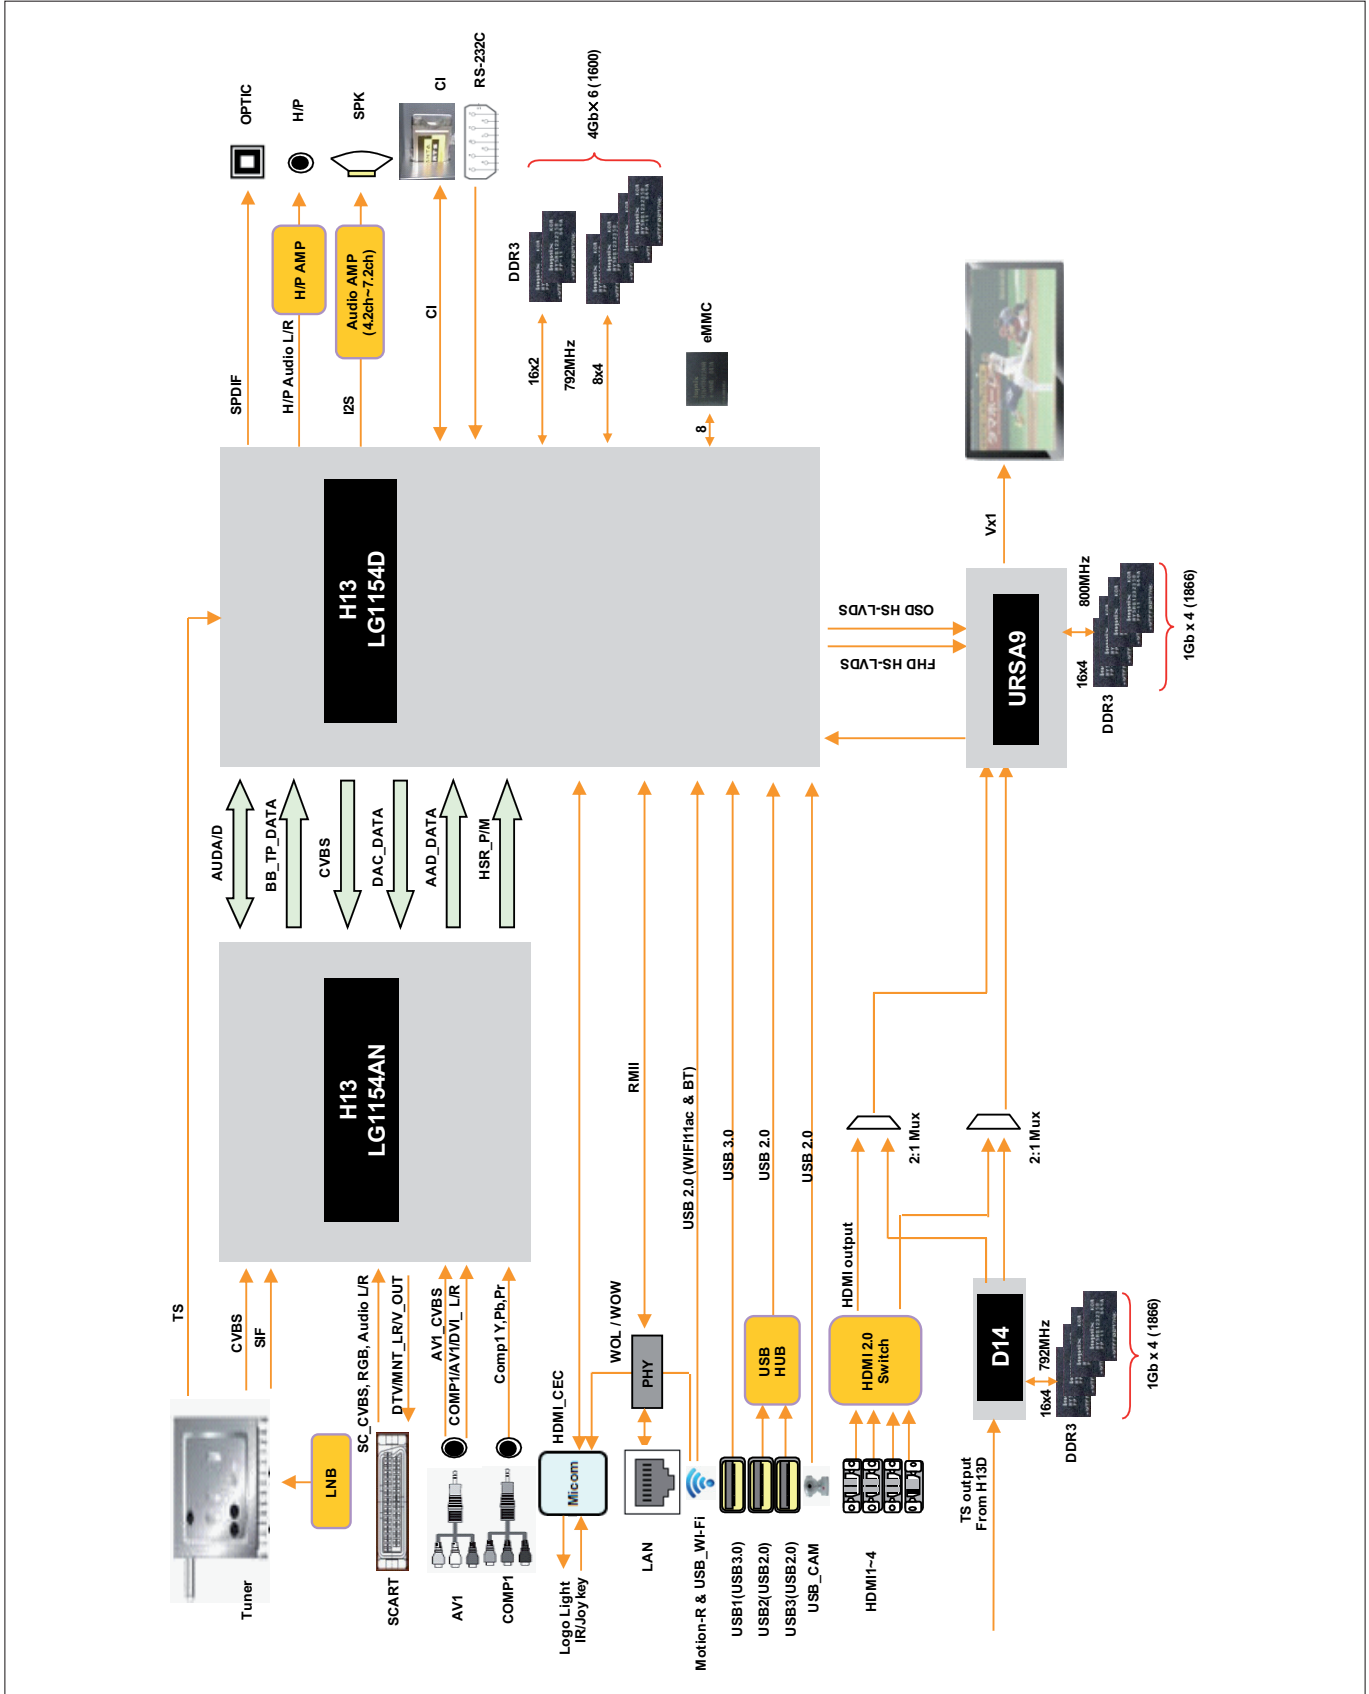 Tuner
LNB
TS
CVBS
SIF
SCART
SC_CVBS, RGB, Audio L/R
DTV/MNT_LR/V_OUT
AV1
AV1_CVBS
COMP1/AV1/DVI_ L/R
COMP1
Comp1 Y,Pb,Pr
H13
LG1154AN
AUDA/D
BB_TP_DATA
CVBS
DAC_DATA
AAD_DATA
HSR_P/M
H13
LG1154D
SPDIF
OPTIC
H/P Audio L/R
H/P AMP
H/P
I2S
Audio AMP
(4.2ch~7.2ch)
SPK
CI
CI
RS-232C
16x2
792MHz
8x4
DDR3
4Gb× 6 (1600)
8
eMMC
Logo Light
IR/Joy key
Micom
HDMI_CEC
WOL / WOW
LAN
PHY
RMII
Motion-R & USB_WI-Fi
USB 2.0 (WIFI11ac & BT)
USB1(USB3.0)
USB 3.0
USB2(USB2.0)
USB3(USB2.0)
USB
HUB
USB 2.0
USB_CAM
USB 2.0
HDMI1~4
HDMI 2.0
Switch
HDMI output
2:1 Mux
2:1 Mux
TS output
From H13D
D14
16x4
792MHz
DDR3
1Gb x 4 (1866)
FHD HS-LVDS
OSD HS-LVDS
URSA9
Vx1
16x4
800MHz
DDR3
1Gb x 4 (1866)